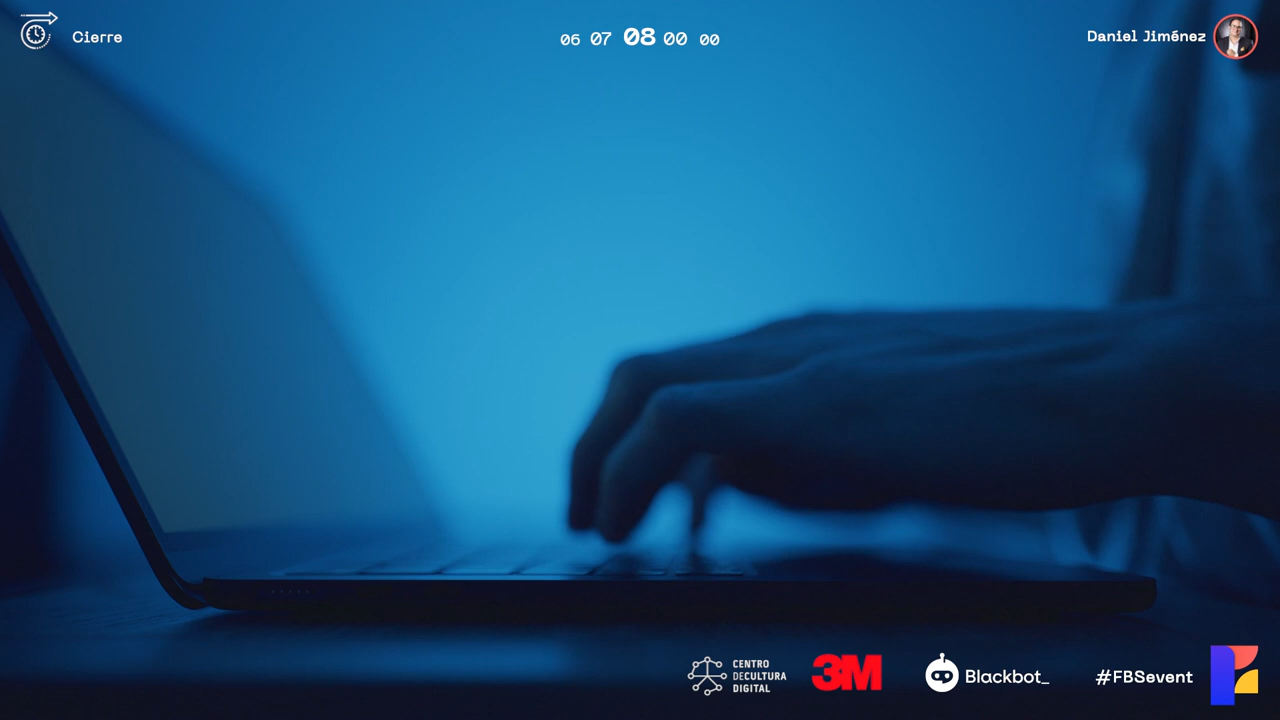 Cierre
06 07 08 00 00
Daniel Jiménez
CENTRO
DECULTURA
DIGITAL
3M
Blackbot_
#FBSevent